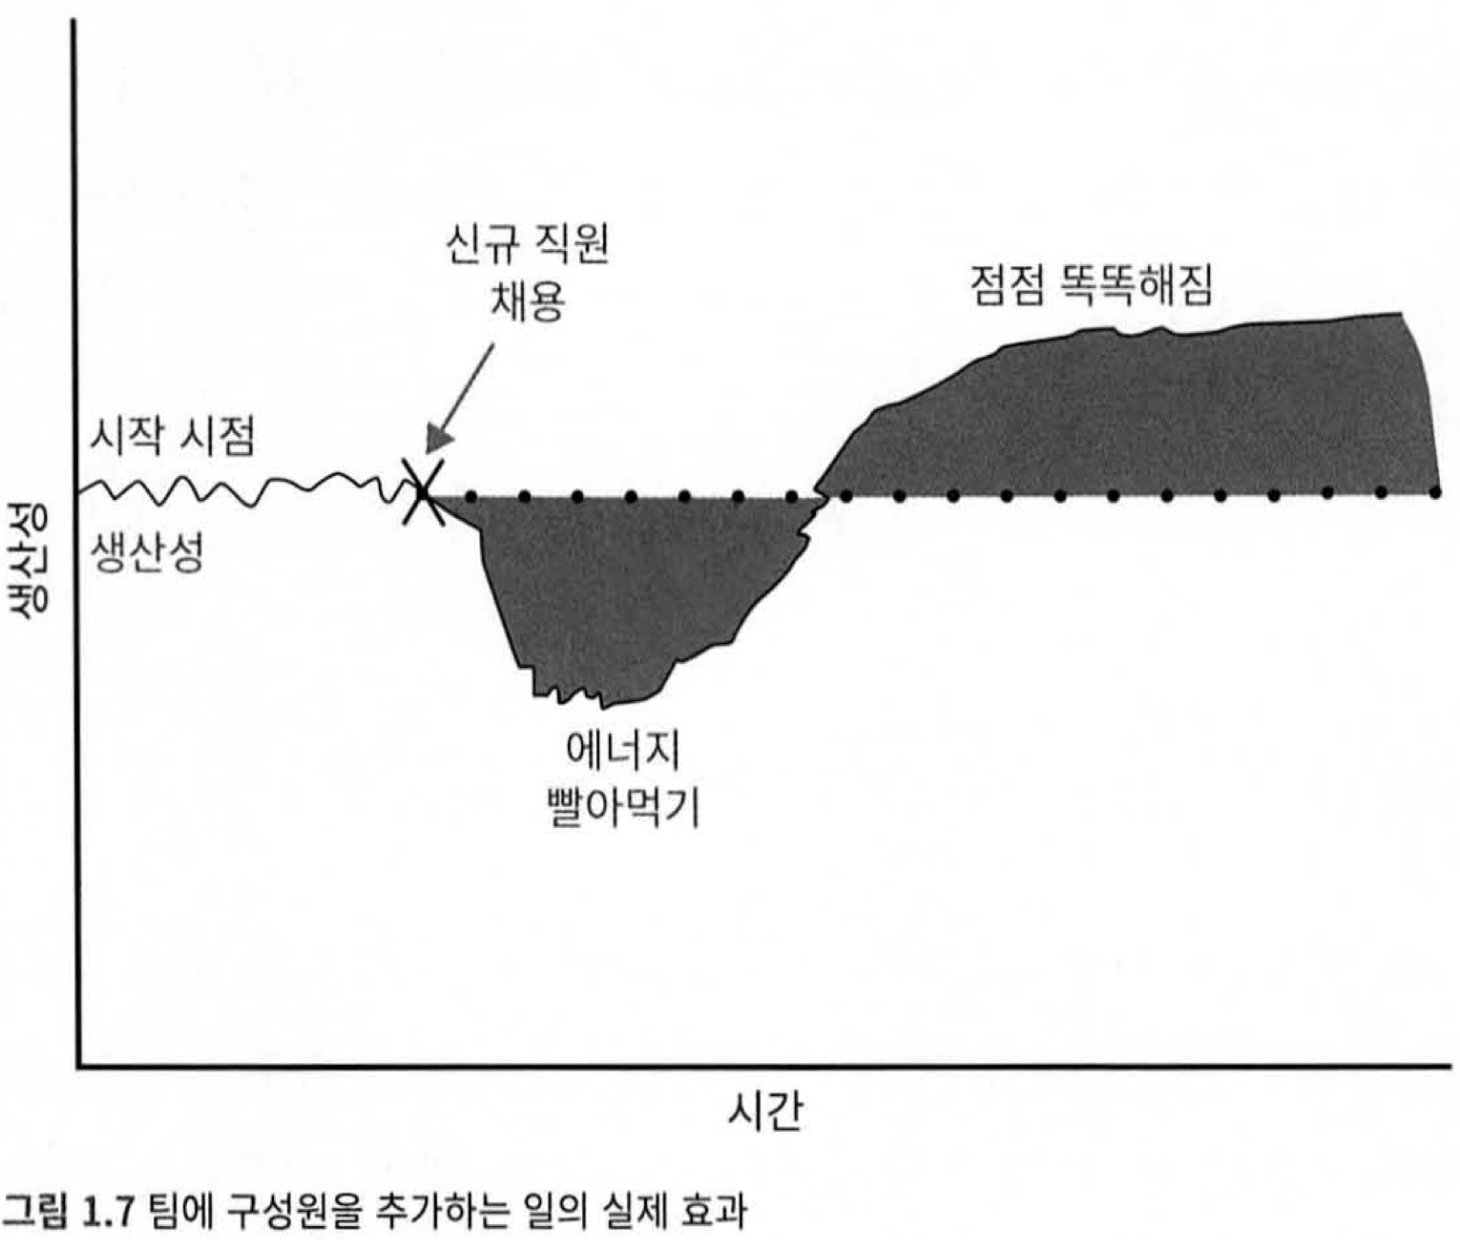 신규 직원
채용
점점 똑똑해짐
시작 시점
생산성
생산성
에너지
빨아먹기
시간
그림 1.7 팀에 구성원을 추가하는 일의 실제 효과